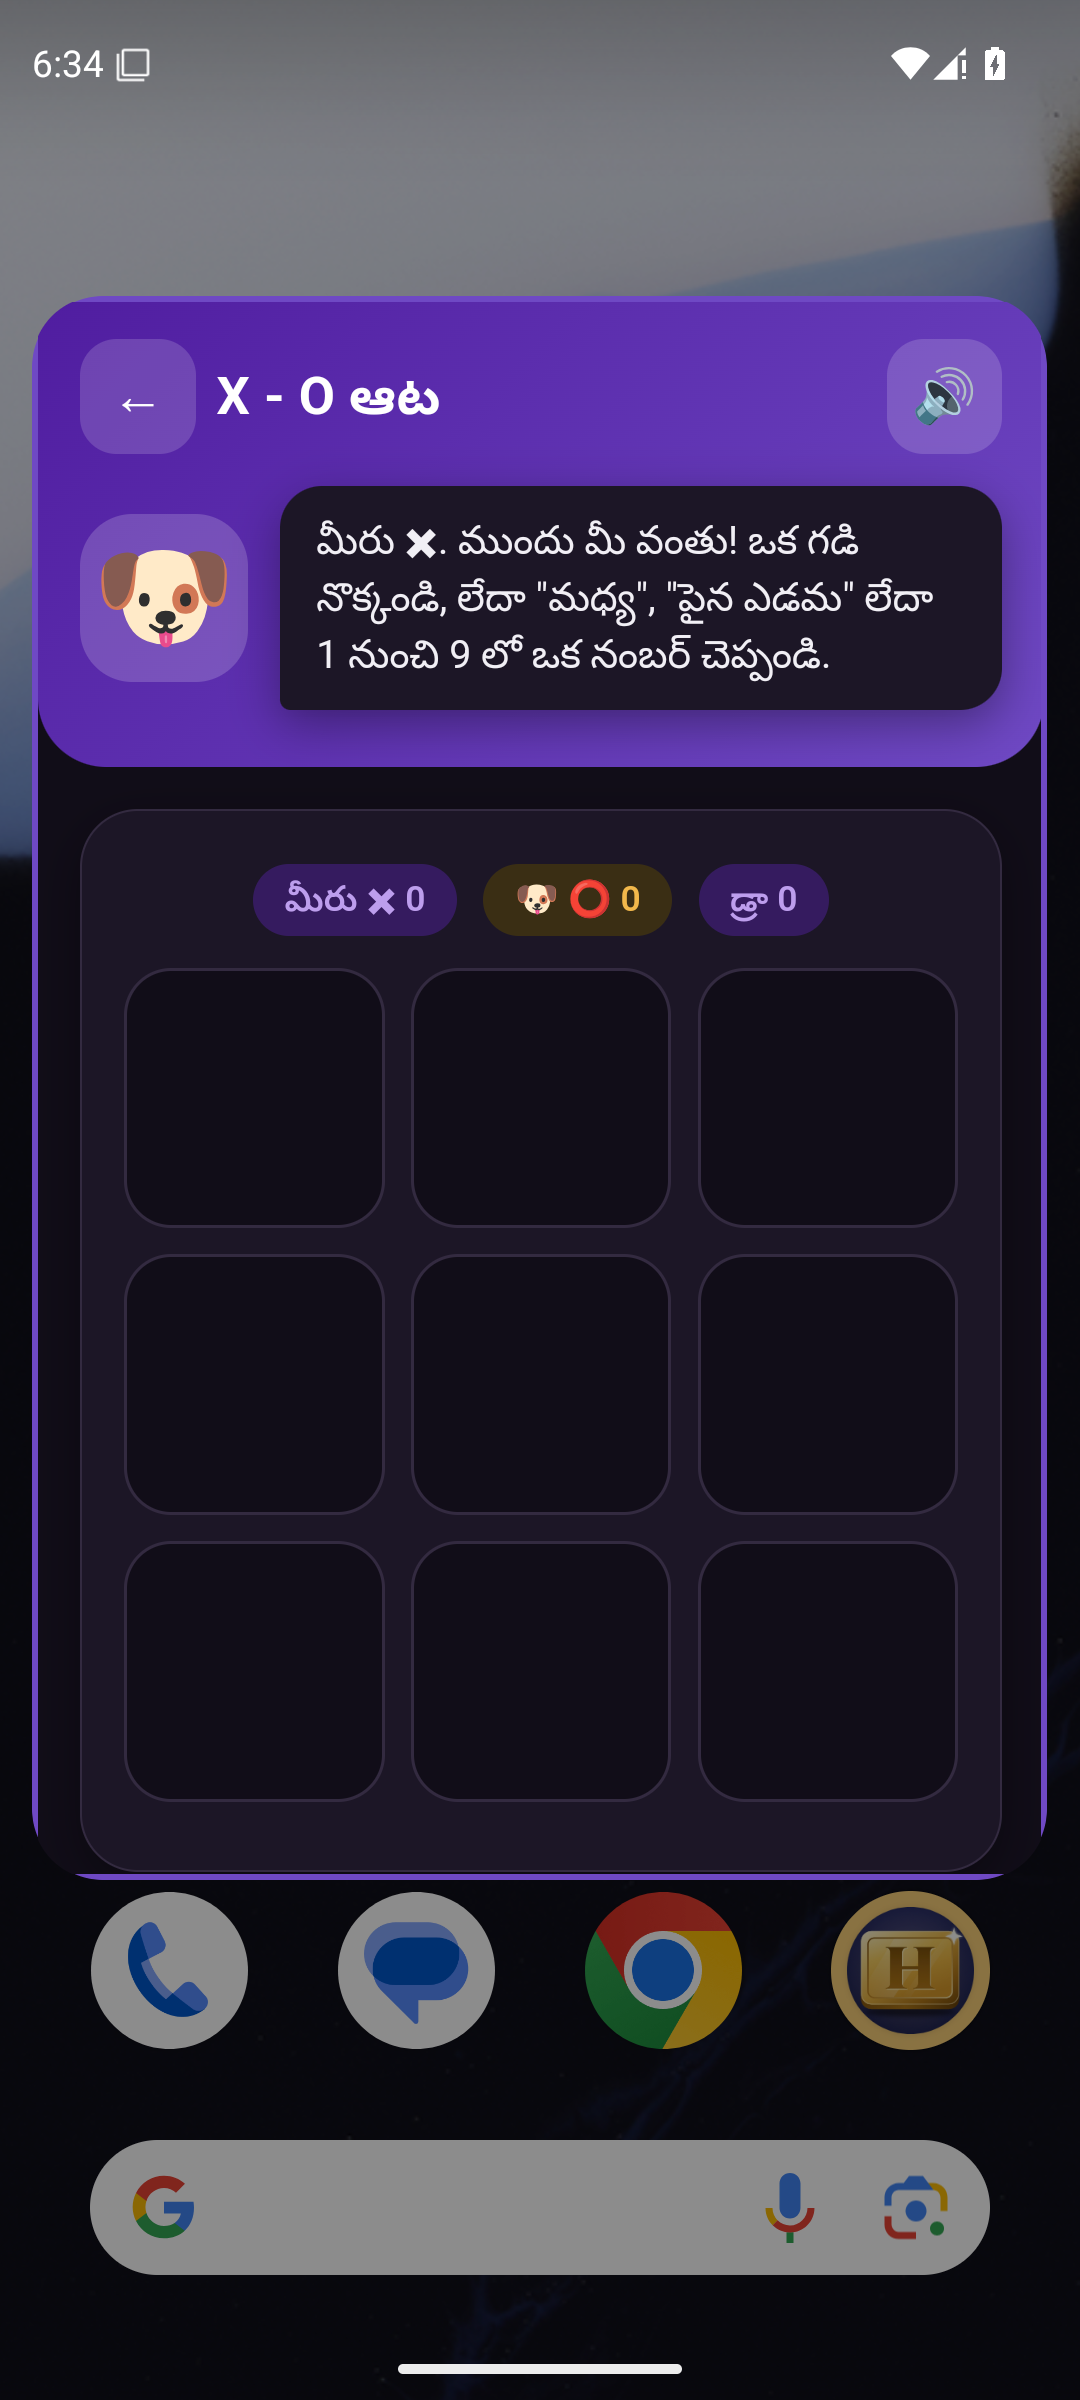 6:34
← X - O ఆట
మీరు ✖. ముందు మీ వంతు! ఒక గడి
నొక్కండి, లేదా "మధ్య", "పైన ఎడమ" లేదా
1 నుంచి 9 లో ఒక నంబర్ చెప్పండి.
మీరు ✖ 0
🐶 ⭕ 0
డ్రా 0
H
G